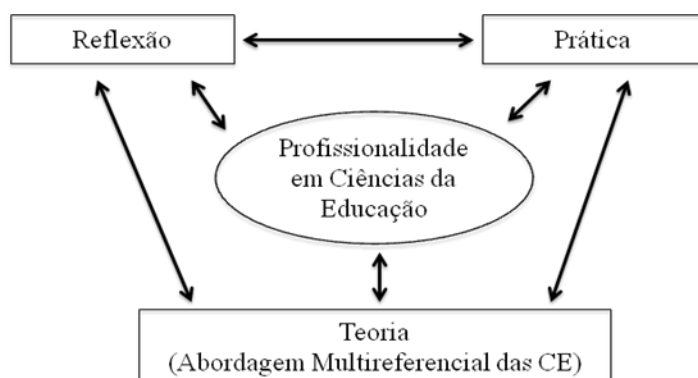 Reflexão
Prática
Profissionalidade
em Ciências da
Educação
Teoria
(Abordagem Multireferencial das CE)